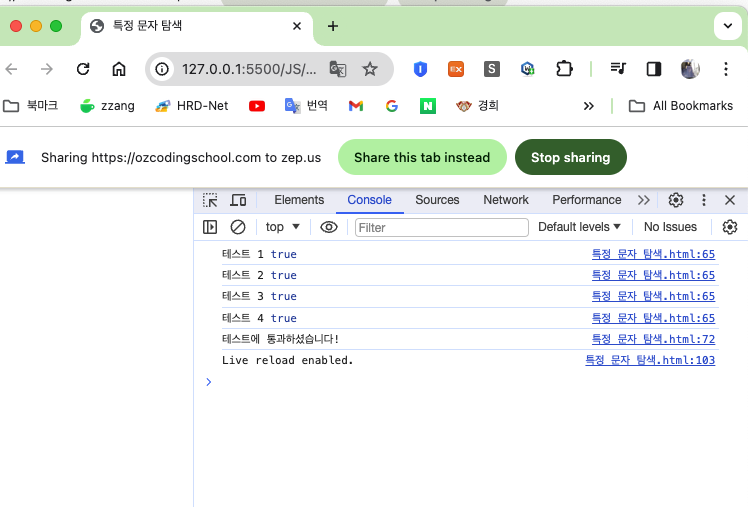 특정 문자 탐색
127.0.0.1:5500/JS/...
북마크 zzang HRD-Net 번역 M G N 경희 All Bookmarks
Sharing https://ozcodingschool.com to zep.us Share this tab instead Stop sharing
Elements Console Sources Network Performance
top Filter Default levels No Issues
테스트 1 true 특정 문자 탐색.html:65
테스트 2 true 특정 문자 탐색.html:65
테스트 3 true 특정 문자 탐색.html:65
테스트 4 true 특정 문자 탐색.html:65
테스트에 통과하셨습니다! 특정 문자 탐색.html:72
Live reload enabled. 특정 문자 탐색.html:103